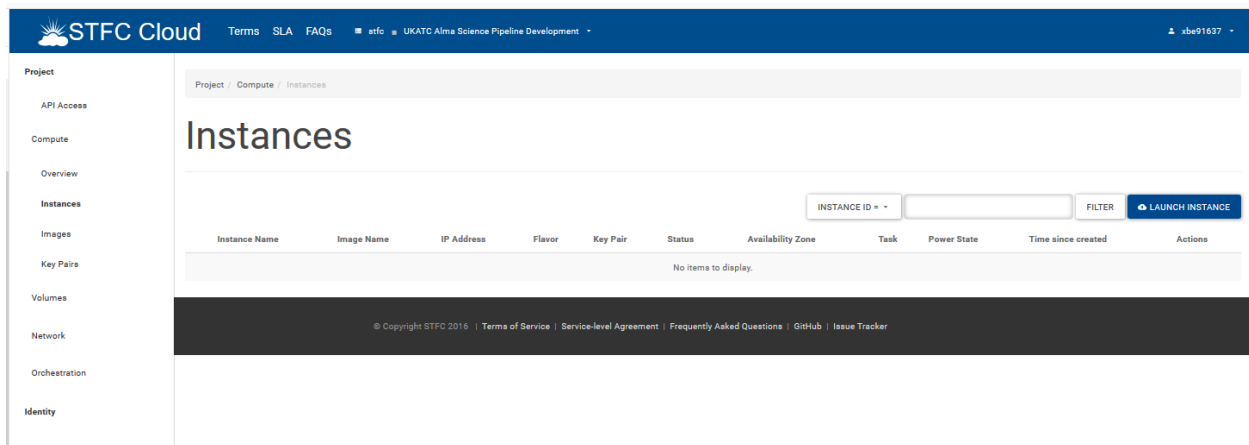 STFC Cloud Terms SLA FAQs stfc UKATC Alma Science Pipeline Development xbe91637
Project
API Access
Compute
Overview
Instances
Images
Key Pairs
Volumes
Network
Orchestration
Identity
Project / Compute / Instances
Instances
INSTANCE ID = FILTER LAUNCH INSTANCE
Instance Name Image Name IP Address Flavor Key Pair Status Availability Zone Task Power State Time since created Actions
No items to display.
© Copyright STFC 2016 | Terms of Service | Service-level Agreement | Frequently Asked Questions | GitHub | Issue Tracker